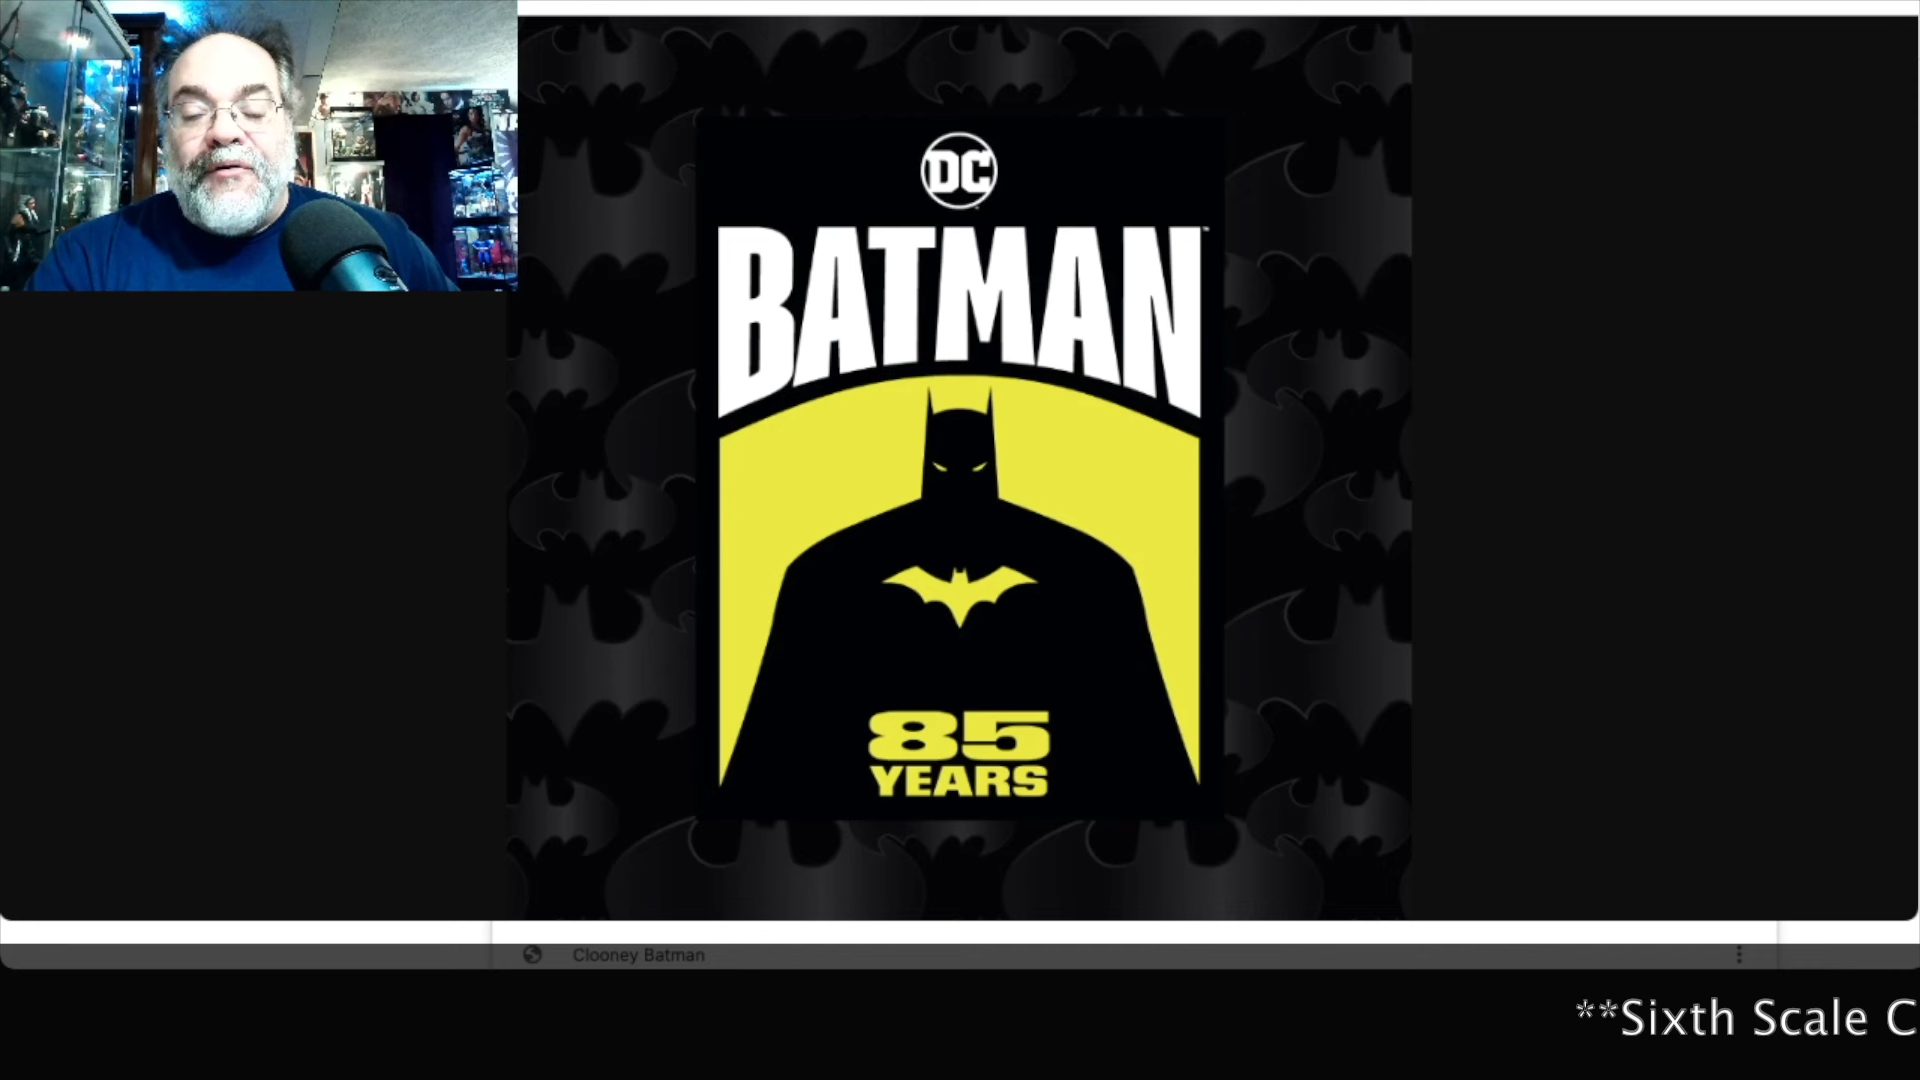 DC
BATMAN
85
YEARS
Clooney Batman
**Sixth Scale C